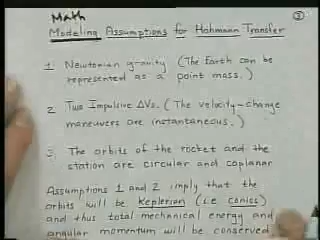 Math
③
Modeling Assumptions for Hohmann Transfer
1 Newtonian gravity (The Earth can be
represented as a point mass.)
2. Two Impulsive ΔVs. (The velocity-change
maneuvers are instantaneous.)
3. The orbits of the rocket and the
station are circular and coplanar
Assumptions 1 and 2 imply that the
orbits will be Keplerian (i.e conics)
and thus total mechanical energy and
angular momentum will be conserved